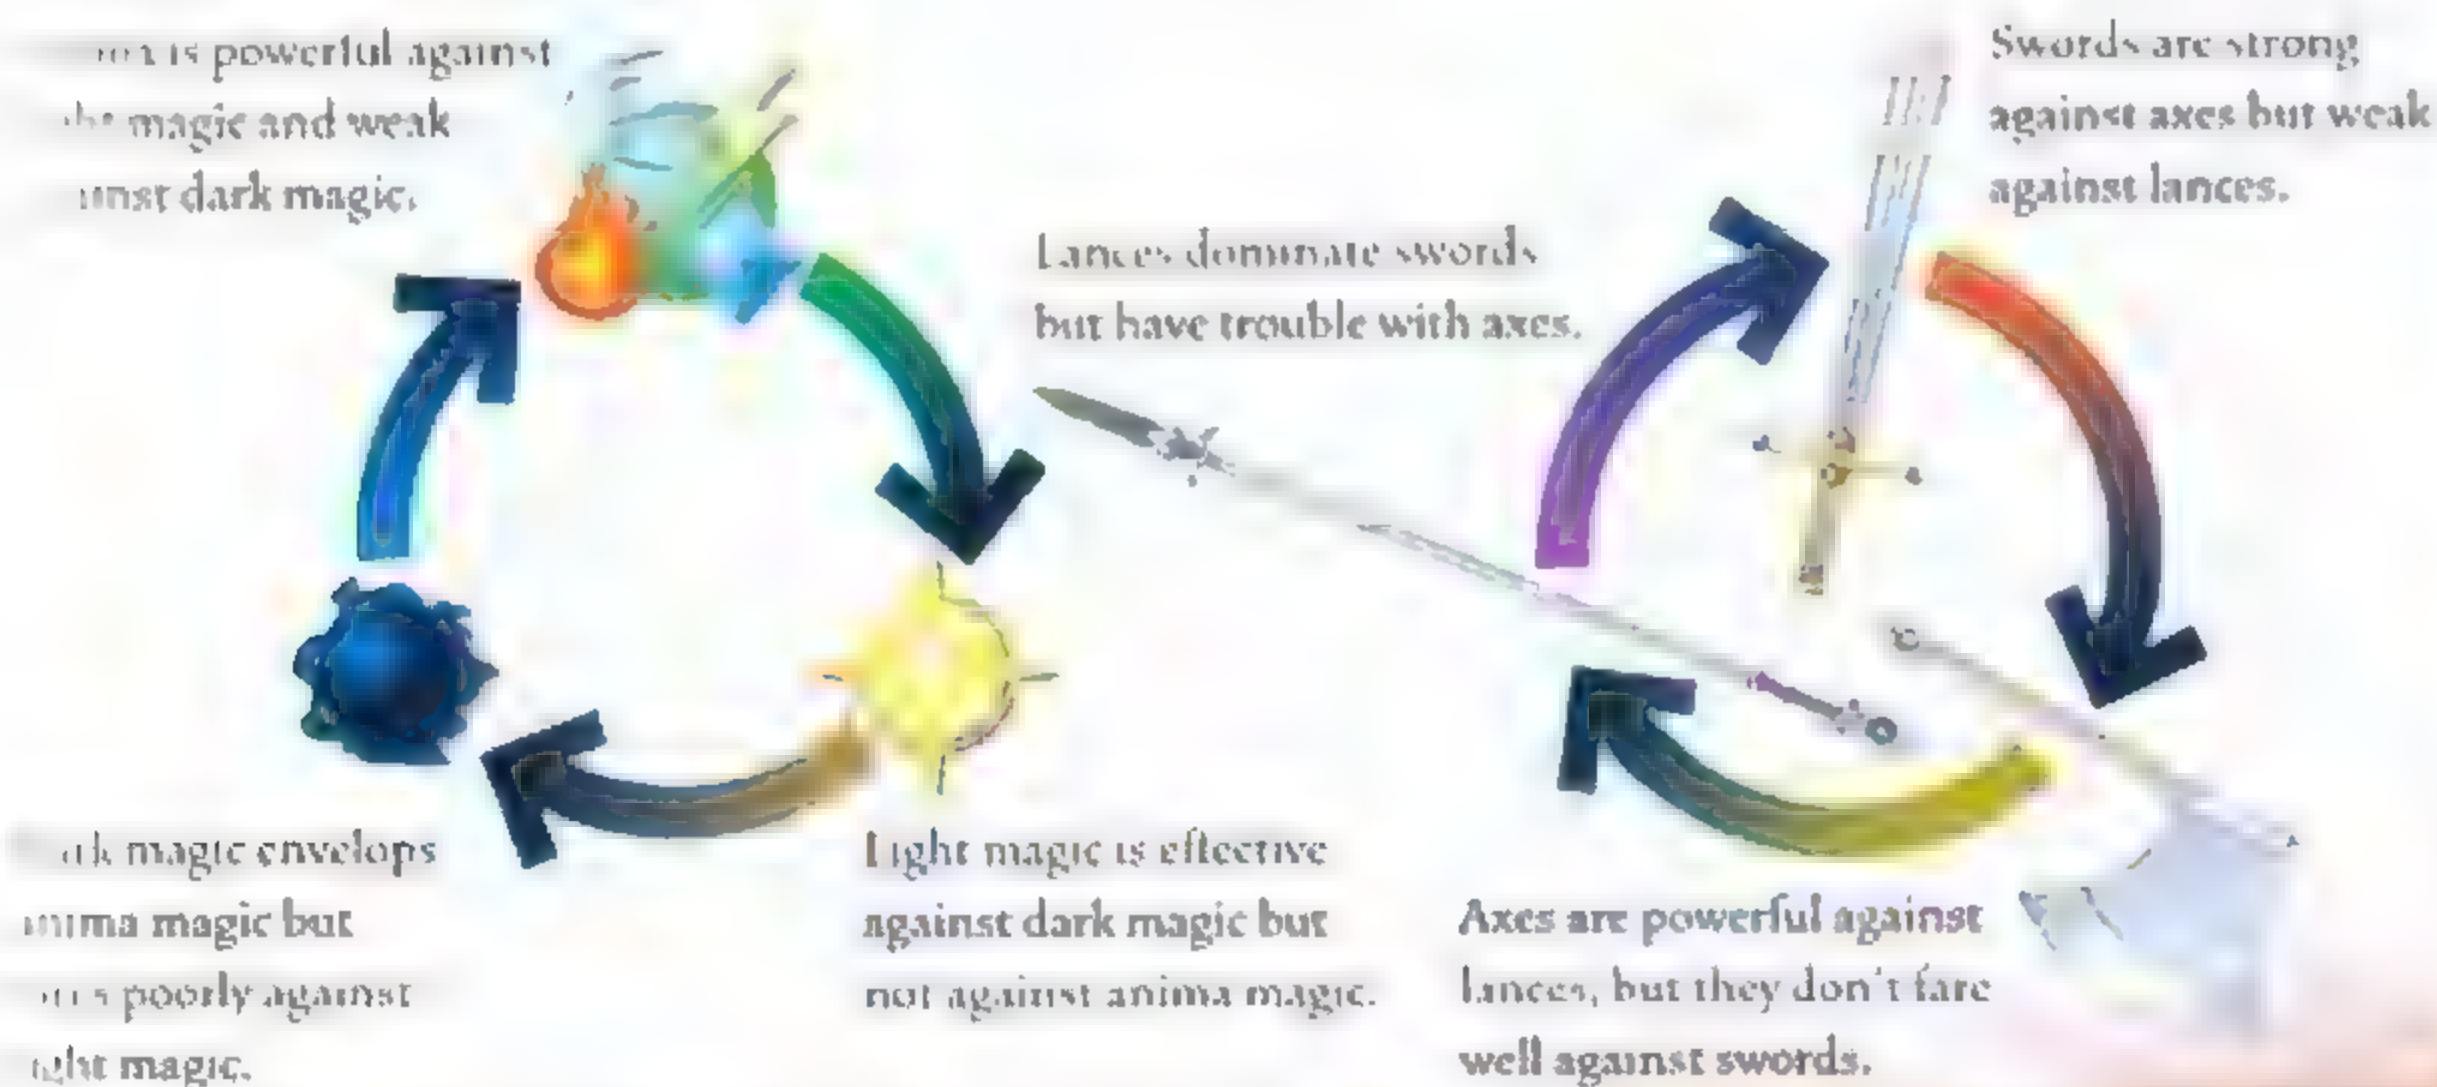 is powerful against
magic and weak
dark magic.
Lances dominate swords
but have trouble with axes.
Swords are strong
against axes but weak
against lances.
magic envelops
magic but
poorly against
magic.
Light magic is effective
against dark magic but
not against anima magic.
Axes are powerful against
lances, but they don't fare
well against swords.